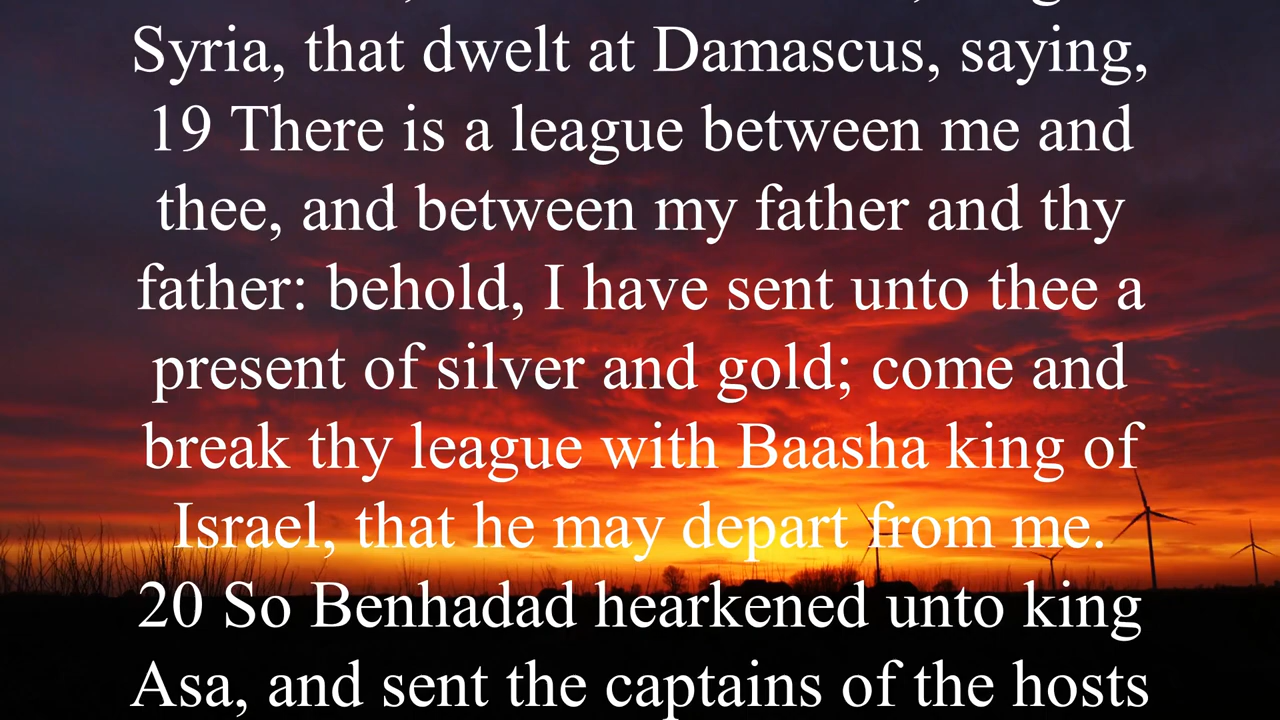 Syria, that dwelt at Damascus, saying,
19 There is a league between me and
thee, and between my father and thy
father: behold, I have sent unto thee a
present of silver and gold; come and
break thy league with Baasha king of
Israel, that he may depart from me.
20 So Benhadad hearkened unto king
Asa, and sent the captains of the hosts